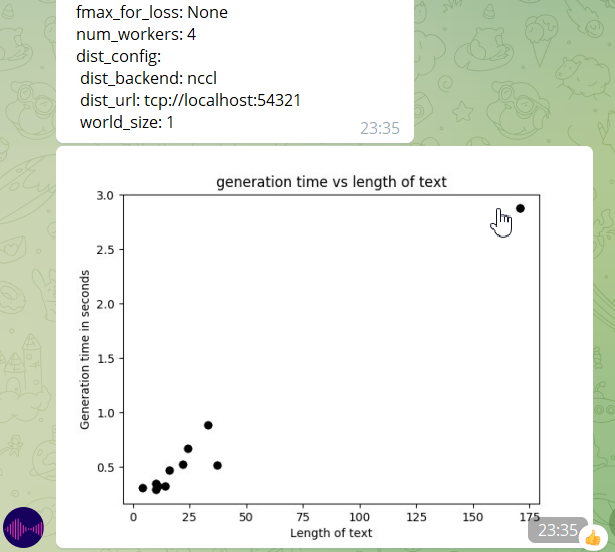 fmax_for_loss: None
num_workers: 4
dist_config:
dist_backend: nccl
dist_url: tcp://localhost:54321
world_size: 1
23:35
generation time vs length of text
3.0
2.5
2.0
1.5
1.0
0.5
Generation time in seconds
0 25 50 75 100 125 150 175
Length of text
23:35